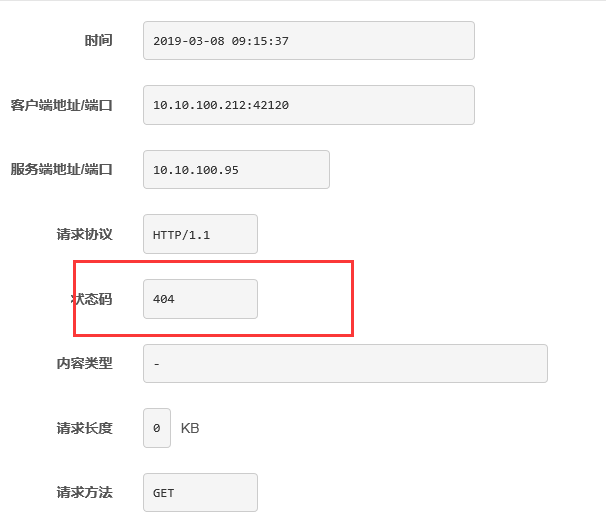 时间 2019-03-08 09:15:37
客户端地址/端口 10.10.100.212:42120
服务端地址/端口 10.10.100.95
请求协议 HTTP/1.1
状态码 404
内容类型 -
请求长度 0 KB
请求方法 GET